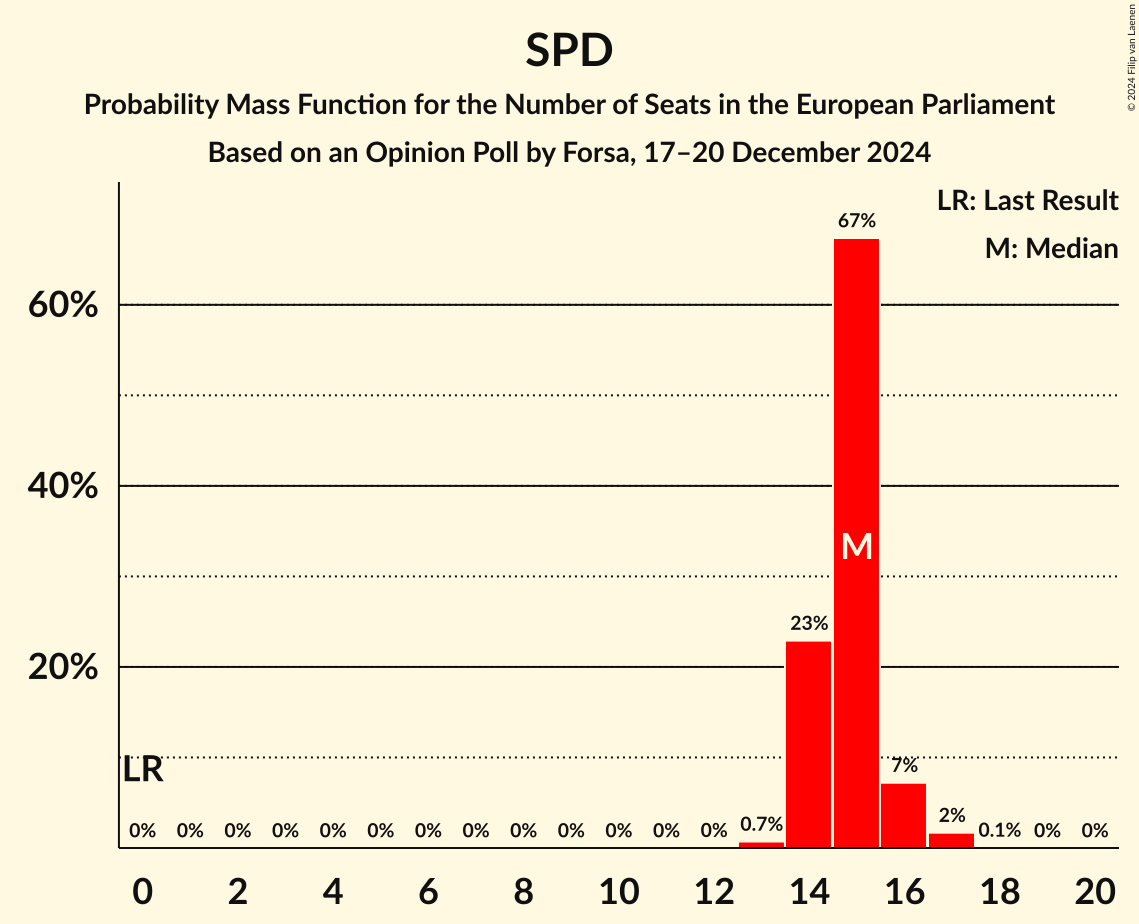 SPD
Probability Mass Function for the Number of Seats in the European Parliament
Based on an Opinion Poll by Forsa, 17–20 December 2024
© 2024 Filip van Laenen
LR: Last Result
M: Median
67%
60%
40%
M
23%
20%
LR
7%
0% 0% 0% 0% 0% 0% 0% 0% 0% 0% 0% 0% 0% 0.7% 2% 0.1% 0% 0%
0 2 4 6 8 10 12 14 16 18 20